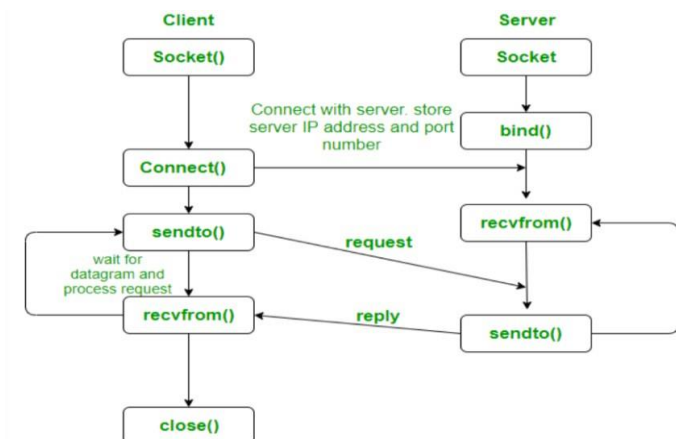 Client
Server
Socket()
Socket
Connect with server. store
server IP address and port
number
bind()
Connect()
sendto()
recvfrom()
request
wait for
datagram and
process request
recvfrom()
reply
sendto()
close()